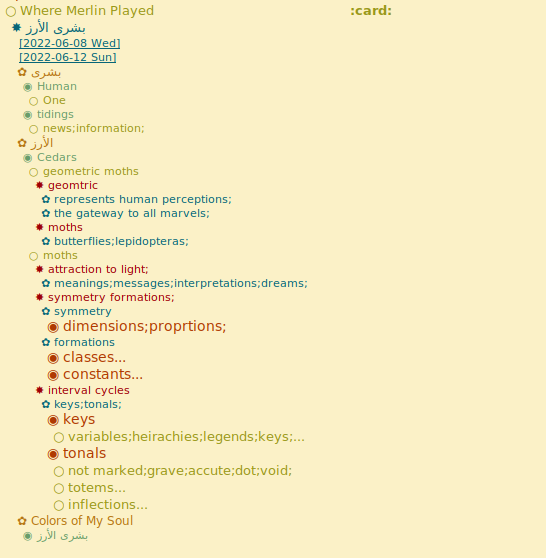 Where Merlin Played :card:
بشرى الأرز
[2022-06-08 Wed]
[2022-06-12 Sun]
بشرى
Human
One
tidings
news;information;
الأرز
Cedars
geometric moths
geomtric
represents human perceptions;
the gateway to all marvels;
moths
butterflies;lepidopteras;
moths
attraction to light;
meanings;messages;interpretations;dreams;
symmetry formations;
symmetry
dimensions;proprtions;
formations
classes...
constants...
interval cycles
keys;tonals;
keys
variables;heirachies;legends;keys;...
tonals
not marked;grave;accute;dot;void;
totems...
inflections...
Colors of My Soul
بشرى الأرز